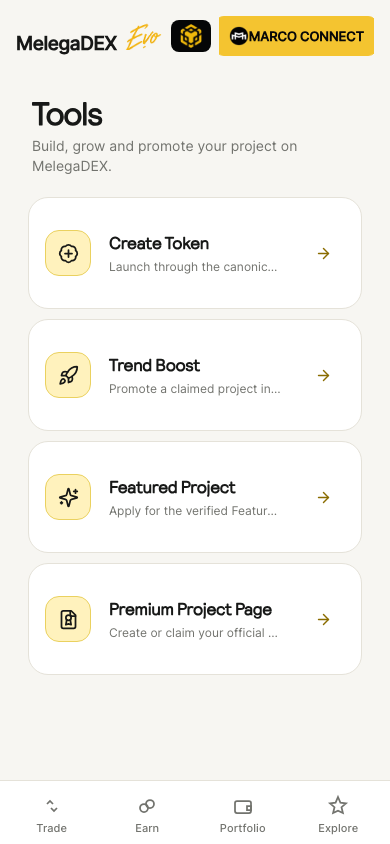 MelegaDEX Evo MARCO CONNECT
Tools
Build, grow and promote your project on
MelegaDEX.
Create Token
Launch through the canonic...
Trend Boost
Promote a claimed project in...
Featured Project
Apply for the verified Featur...
Premium Project Page
Create or claim your official ...
Trade Earn Portfolio Explore